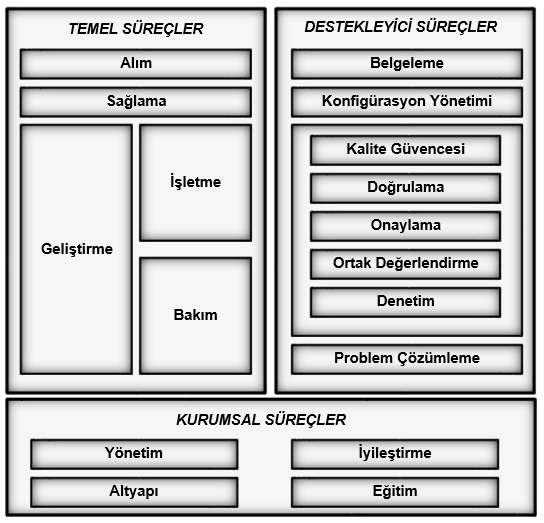 TEMEL SÜREÇLER
Alım
Sağlama
Geliştirme
İşletme
Bakım
DESTEKLEYİCİ SÜREÇLER
Belgeleme
Konfigürasyon Yönetimi
Kalite Güvencesi
Doğrulama
Onaylama
Ortak Değerlendirme
Denetim
Problem Çözümleme
KURUMSAL SÜREÇLER
Yönetim
İyileştirme
Altyapı
Eğitim